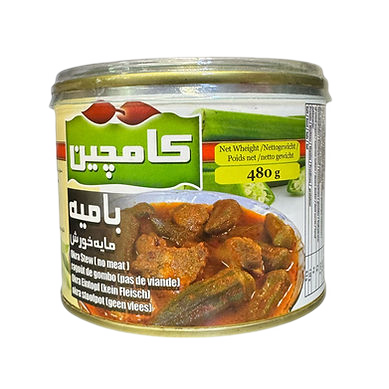 کامچین
Net Wheight /Nettogewicht /
Poids net /netto gewicht
480 g
بامیه
مایه خورش
Okra Stew ( no meat )
ragoût de gombo (pas de viande)
Okra Eintopf (kein Fleisch)
okra stoofpot (geen vlees)